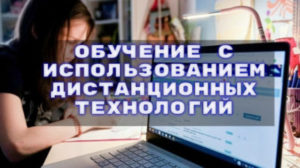 ОБУЧЕНИЕ С
ИСПОЛЬЗОВАНИЕМ
ДИСТАНЦИОННЫХ
ТЕХНОЛОГИЙ